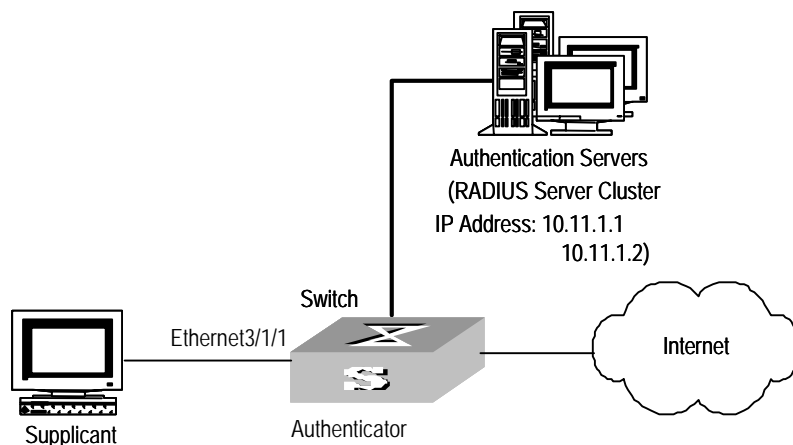 Authentication Servers
(RADIUS Server Cluster
IP Address: 10.11.1.1
10.11.1.2)
Switch
Ethernet3/1/1
Internet
S
Supplicant
Authenticator